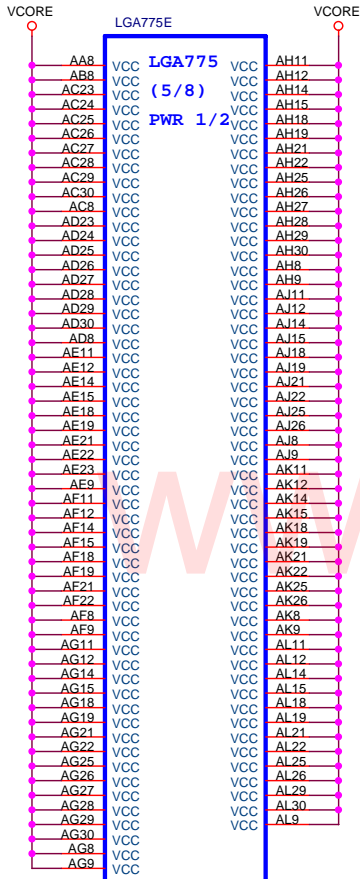 VCORE LGA775E VCORE
AA8 VCC LGA775 VCC AH11
AB8 VCC VCC AH12
AC23 VCC (5/8) VCC AH14
AC24 VCC VCC AH15
AC25 VCC PWR 1/2 VCC AH18
AC26 VCC VCC AH19
AC27 VCC VCC AH21
AC28 VCC VCC AH22
AC29 VCC VCC AH25
AC30 VCC VCC AH26
AC8 VCC VCC AH27
AD23 VCC VCC AH28
AD24 VCC VCC AH29
AD25 VCC VCC AH30
AD26 VCC VCC AH8
AD27 VCC VCC AH9
AD28 VCC VCC AJ11
AD29 VCC VCC AJ12
AD30 VCC VCC AJ14
AD8 VCC VCC AJ15
AE11 VCC VCC AJ18
AE12 VCC VCC AJ19
AE14 VCC VCC AJ21
AE15 VCC VCC AJ22
AE18 VCC VCC AJ25
AE19 VCC VCC AJ26
AE21 VCC VCC AJ8
AE22 VCC VCC AJ9
AE23 VCC VCC AK11
AE9 VCC VCC AK12
AF11 VCC VCC AK14
AF12 VCC VCC AK15
AF14 VCC VCC AK18
AF15 VCC VCC AK19
AF18 VCC VCC AK21
AF19 VCC VCC AK22
AF21 VCC VCC AK25
AF22 VCC VCC AK26
AF8 VCC VCC AK8
AF9 VCC VCC AK9
AG11 VCC VCC AL11
AG12 VCC VCC AL12
AG14 VCC VCC AL14
AG15 VCC VCC AL15
AG18 VCC VCC AL18
AG19 VCC VCC AL19
AG21 VCC VCC AL21
AG22 VCC VCC AL22
AG25 VCC VCC AL25
AG26 VCC VCC AL26
AG27 VCC VCC AL29
AG28 VCC VCC AL30
AG29 VCC VCC AL9
AG30 VCC
AG8 VCC
AG9 VCC